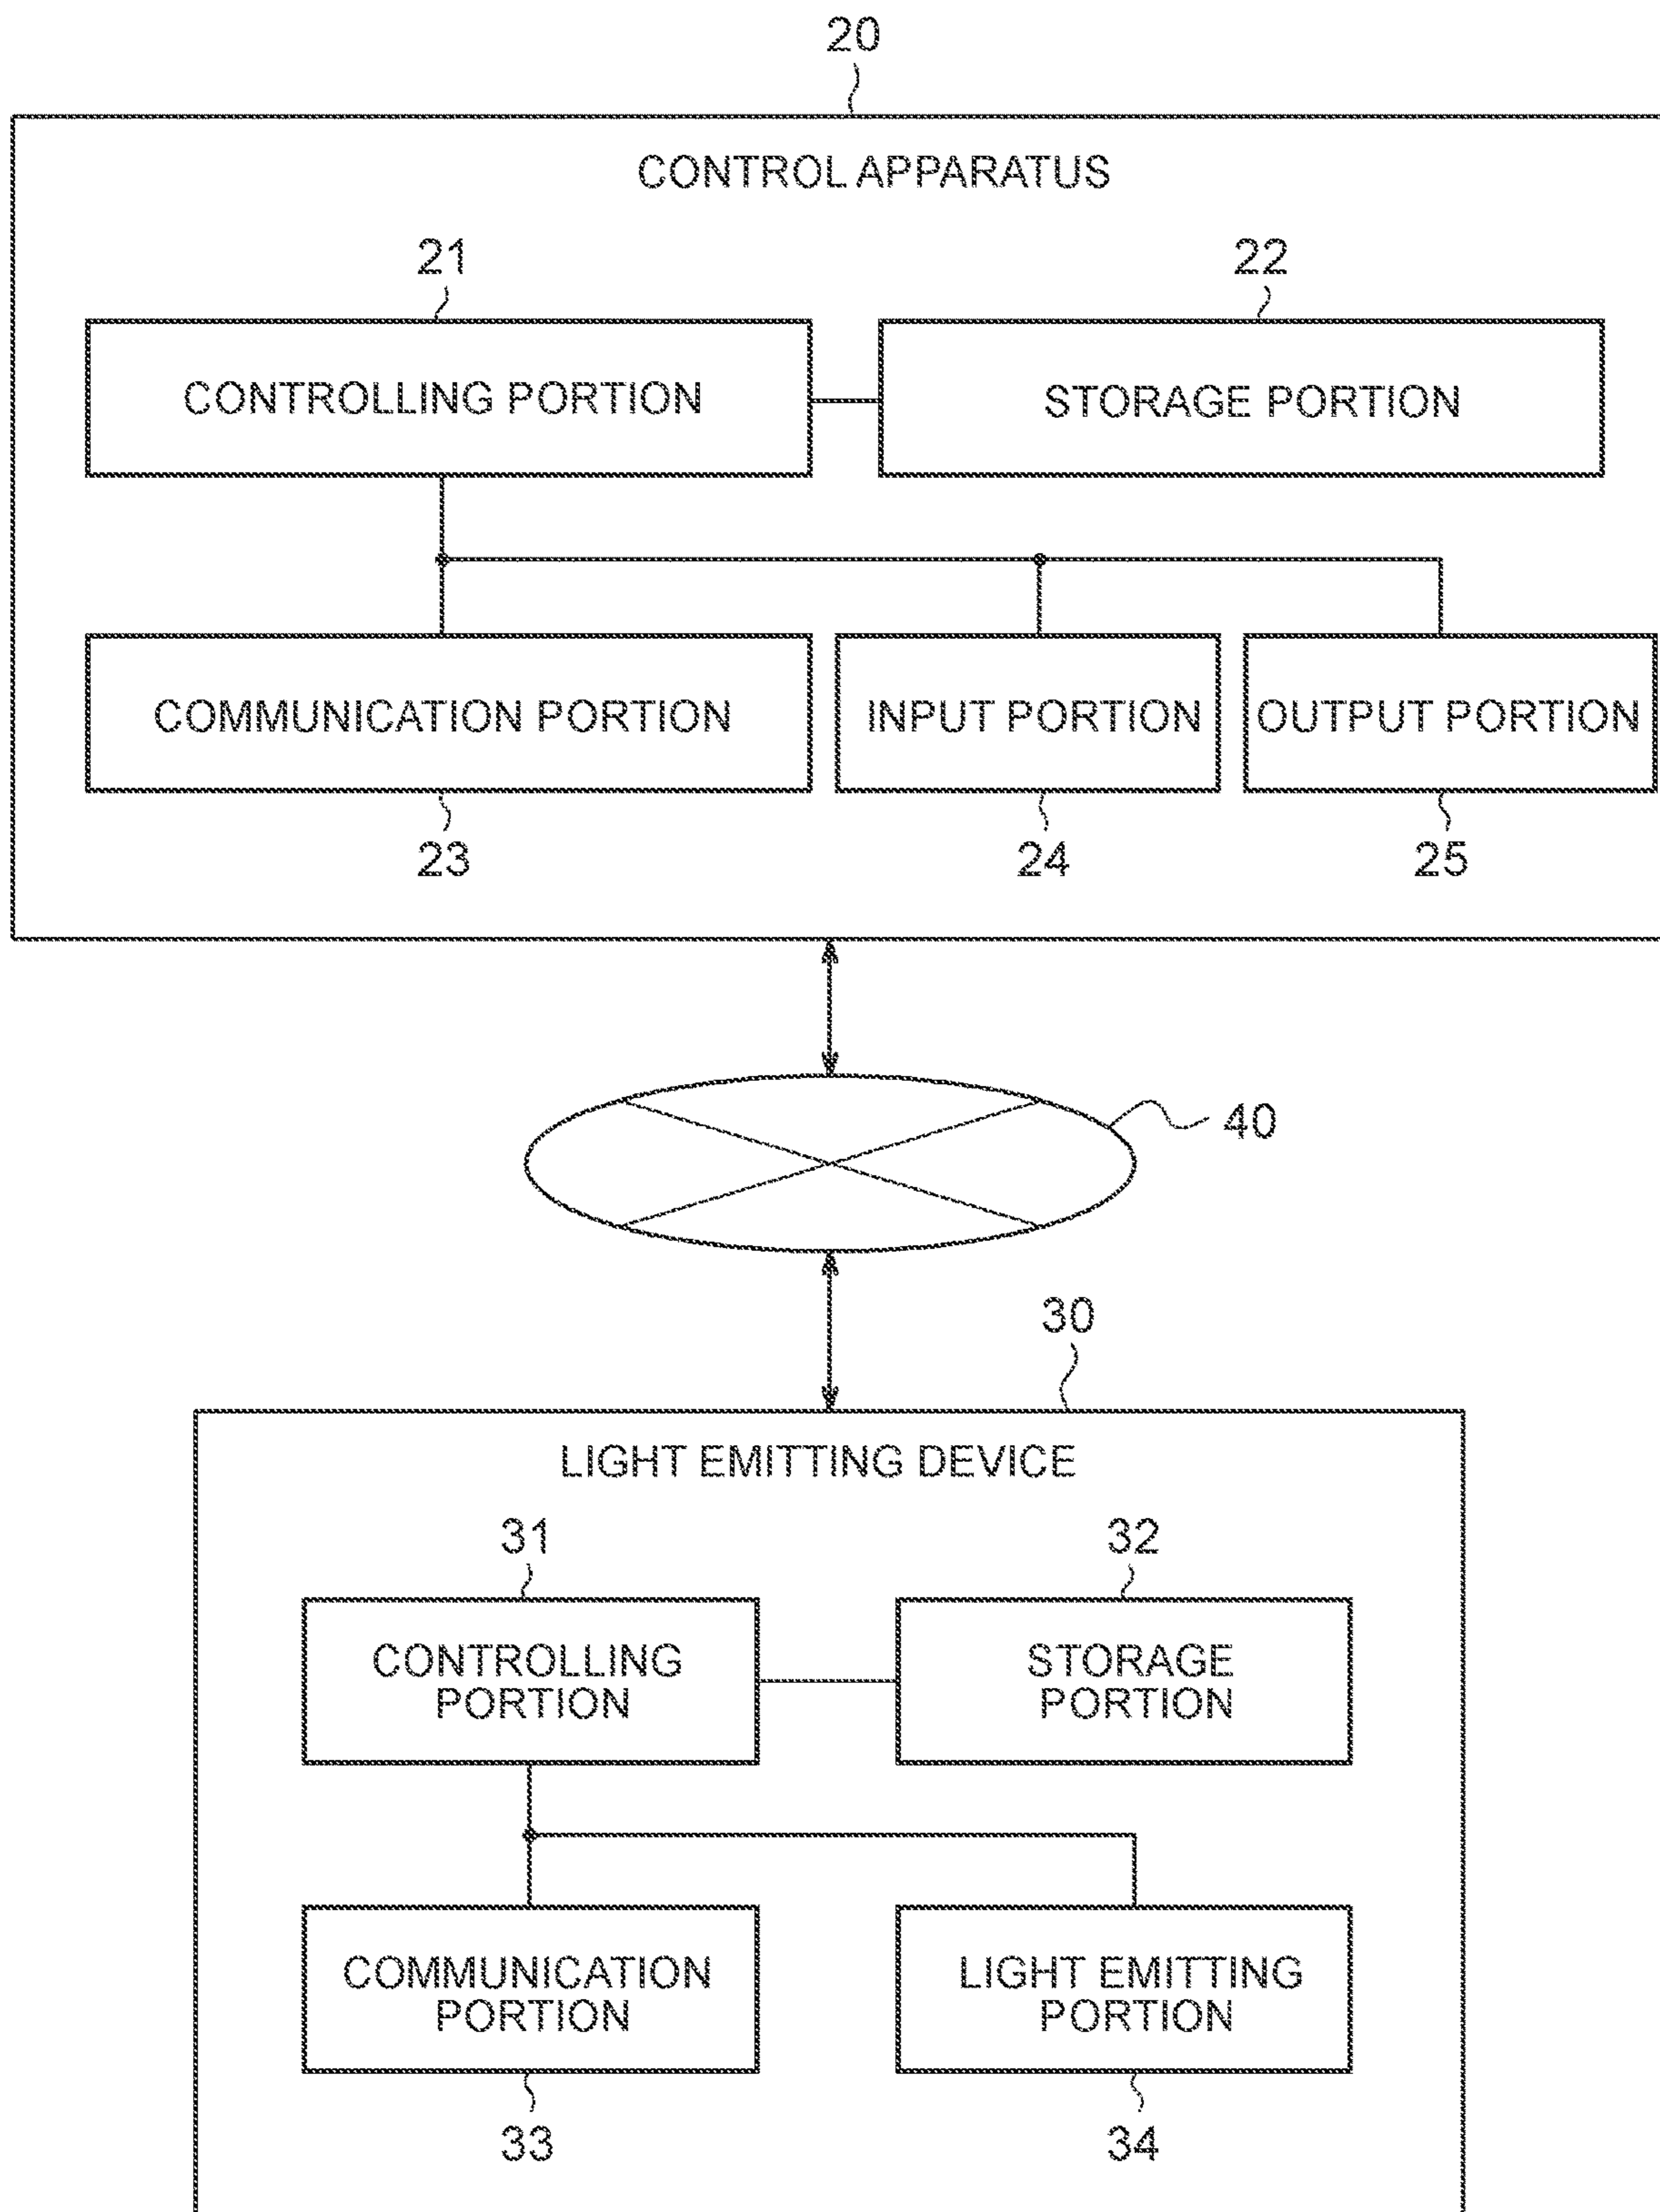 20
CONTROL APPARATUS
21
22
CONTROLLING PORTION
STORAGE PORTION
COMMUNICATION PORTION
INPUT PORTION
OUTPUT PORTION
23
24
25
40
30
LIGHT EMITTING DEVICE
31
32
CONTROLLING
PORTION
STORAGE
PORTION
COMMUNICATION
PORTION
LIGHT EMITTING
PORTION
33
34